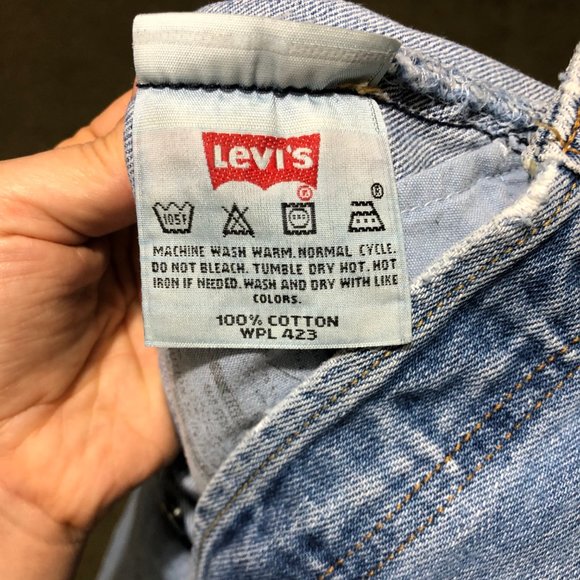 Levi's
®
105F
MACHINE WASH WARM. NORMAL CYCLE.
DO NOT BLEACH. TUMBLE DRY HOT. HOT
IRON IF NEEDED. WASH AND DRY WITH LIKE
COLORS.
100% COTTON
WPL 423